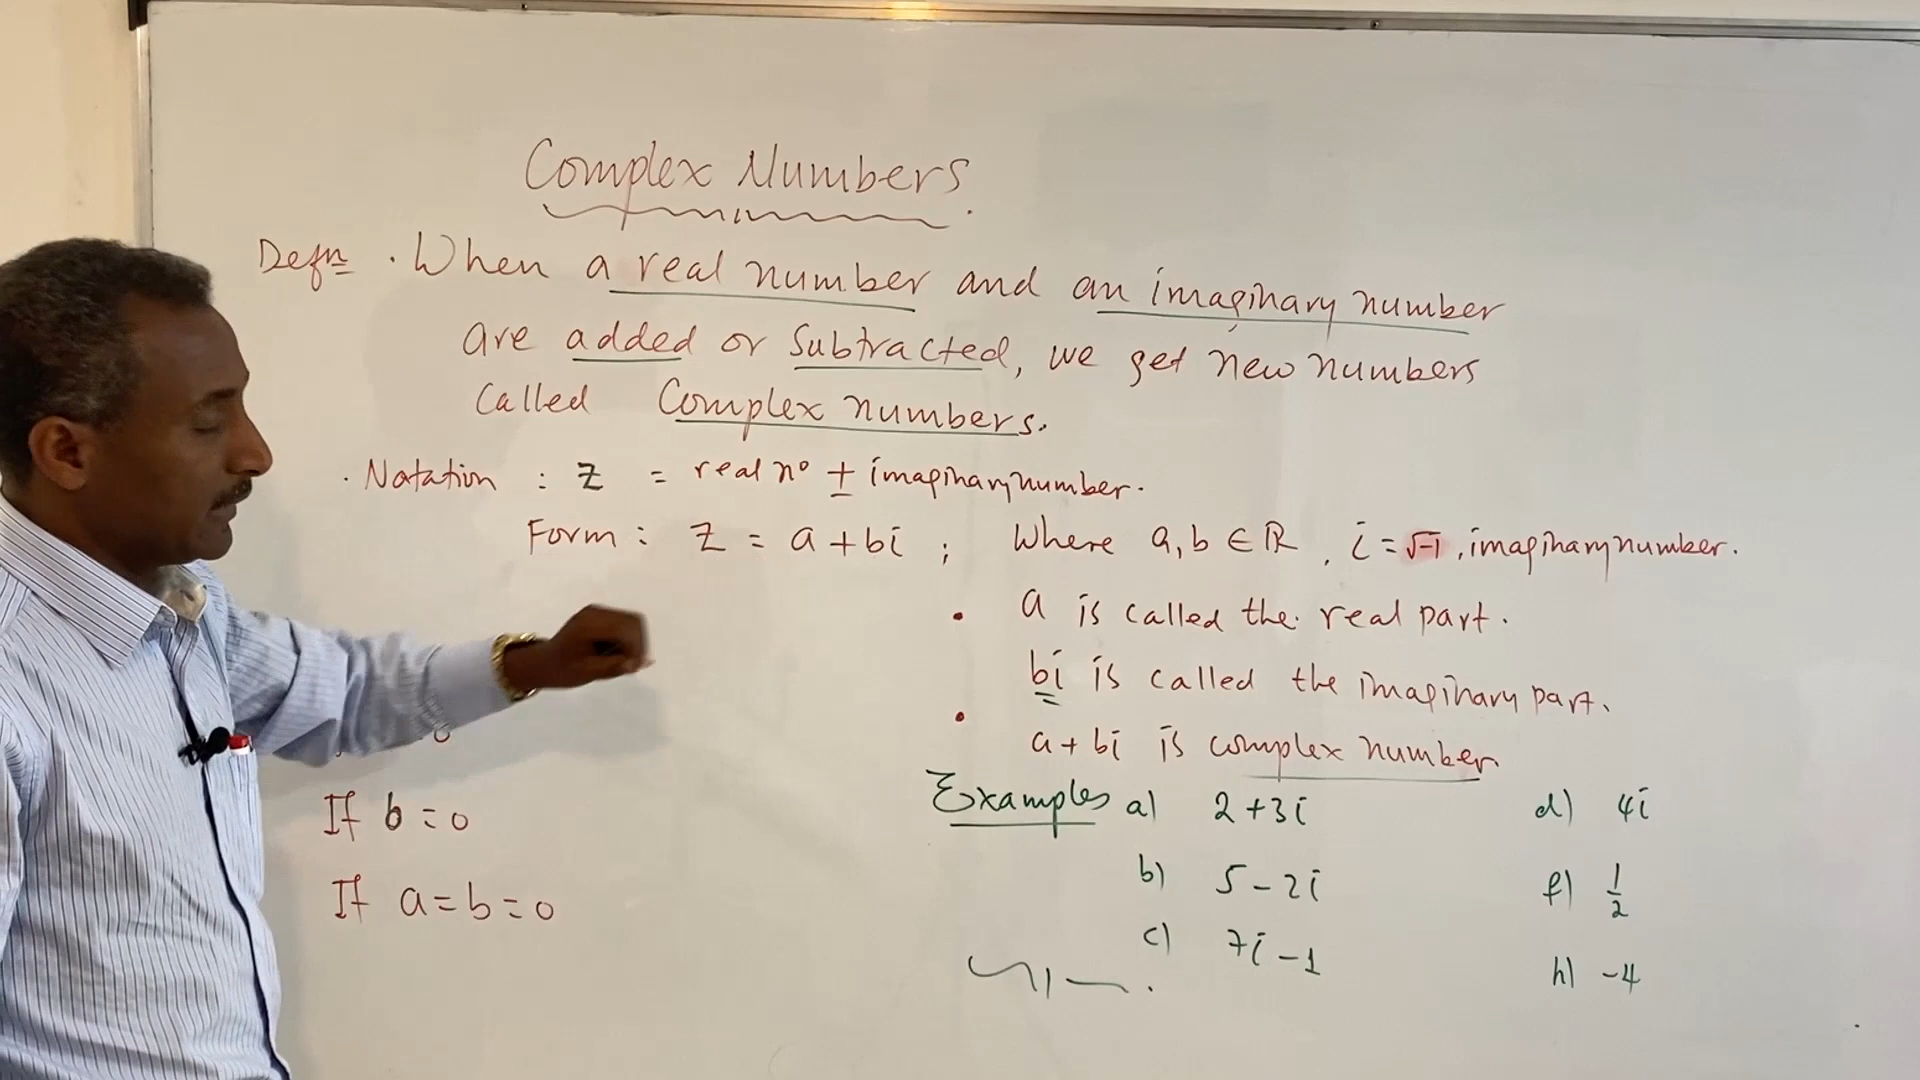 Complex Numbers.
Defn . When a real number and an imaginary number
are added or Subtracted, we get new numbers
Called Complex numbers.
. Notation : Z = real nº ± imaginary number.
Form : Z = a + bi ; Where a, b ∈ ℝ , i = √-1 , imaginary number.
• a is called the real part.
bi is called the imaginary part.
• a + bi is complex number
If b = 0
If a = b = 0
Examples a) 2 + 3i
b) 5 - 2i
c) 7i - 1
d) 4i
f) 1/2
h) -4